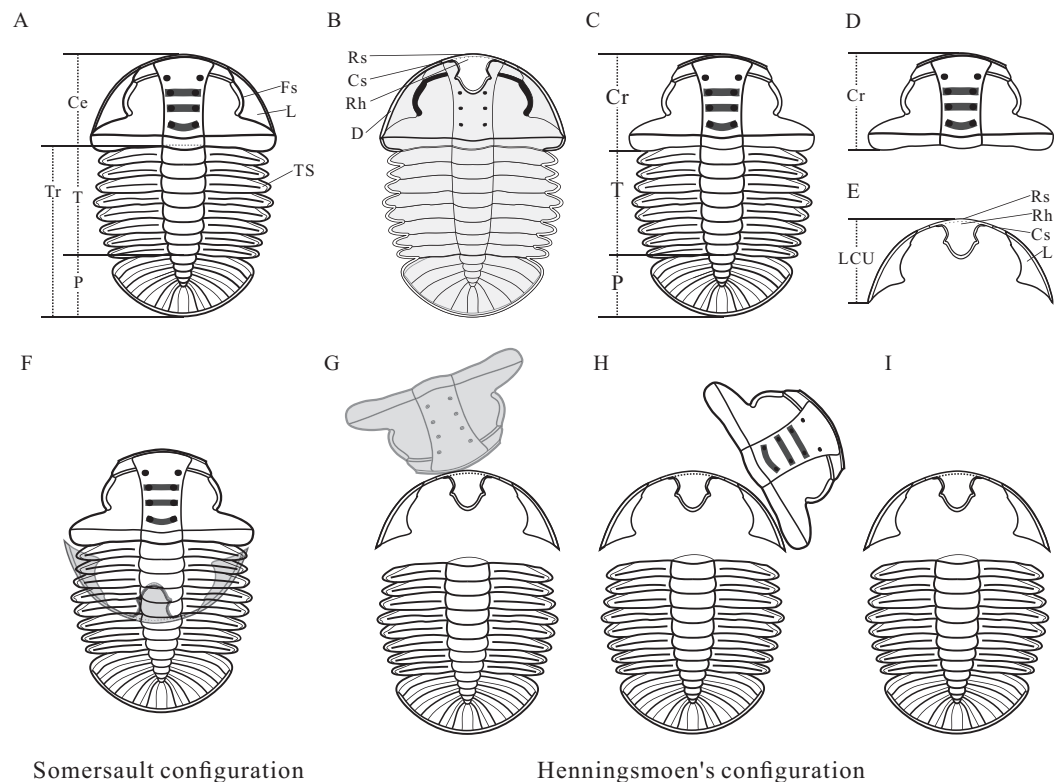 A
B
C
D
Ce
Fs
L
Tr
T
TS
P
Rs
Cs
Rh
D
Cr
T
P
Cr
E
Rs
Rh
Cs
L
LCU
F
G
H
I
Somersault configuration
Henningsmoen's configuration